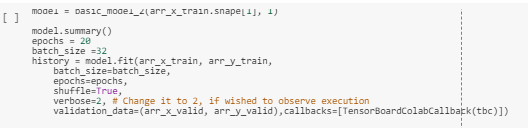 model = basic_model_2(arr_x_train.shape[1], 1)
[ ]
model.summary()
epochs = 20
batch_size =32
history = model.fit(arr_x_train, arr_y_train,
batch_size=batch_size,
epochs=epochs,
shuffle=True,
verbose=2, # Change it to 2, if wished to observe execution
validation_data=(arr_x_valid, arr_y_valid),callbacks=[TensorBoardColabCallback(tbc)])